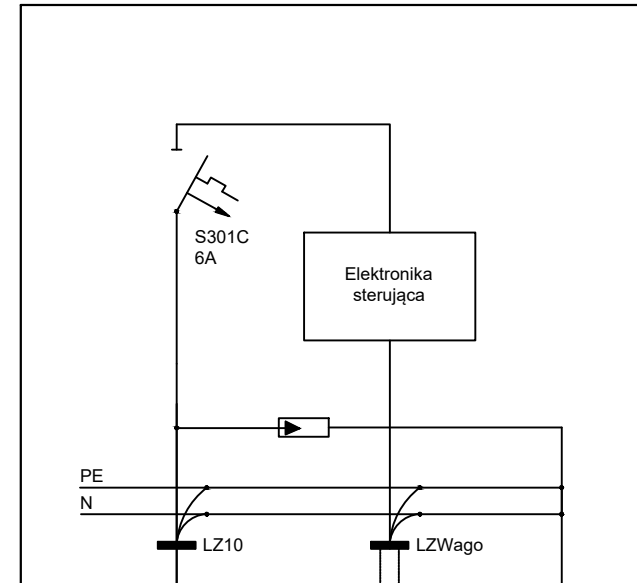 S301C
6A
Elektronika
sterująca
PE
N
LZ10
LZWago